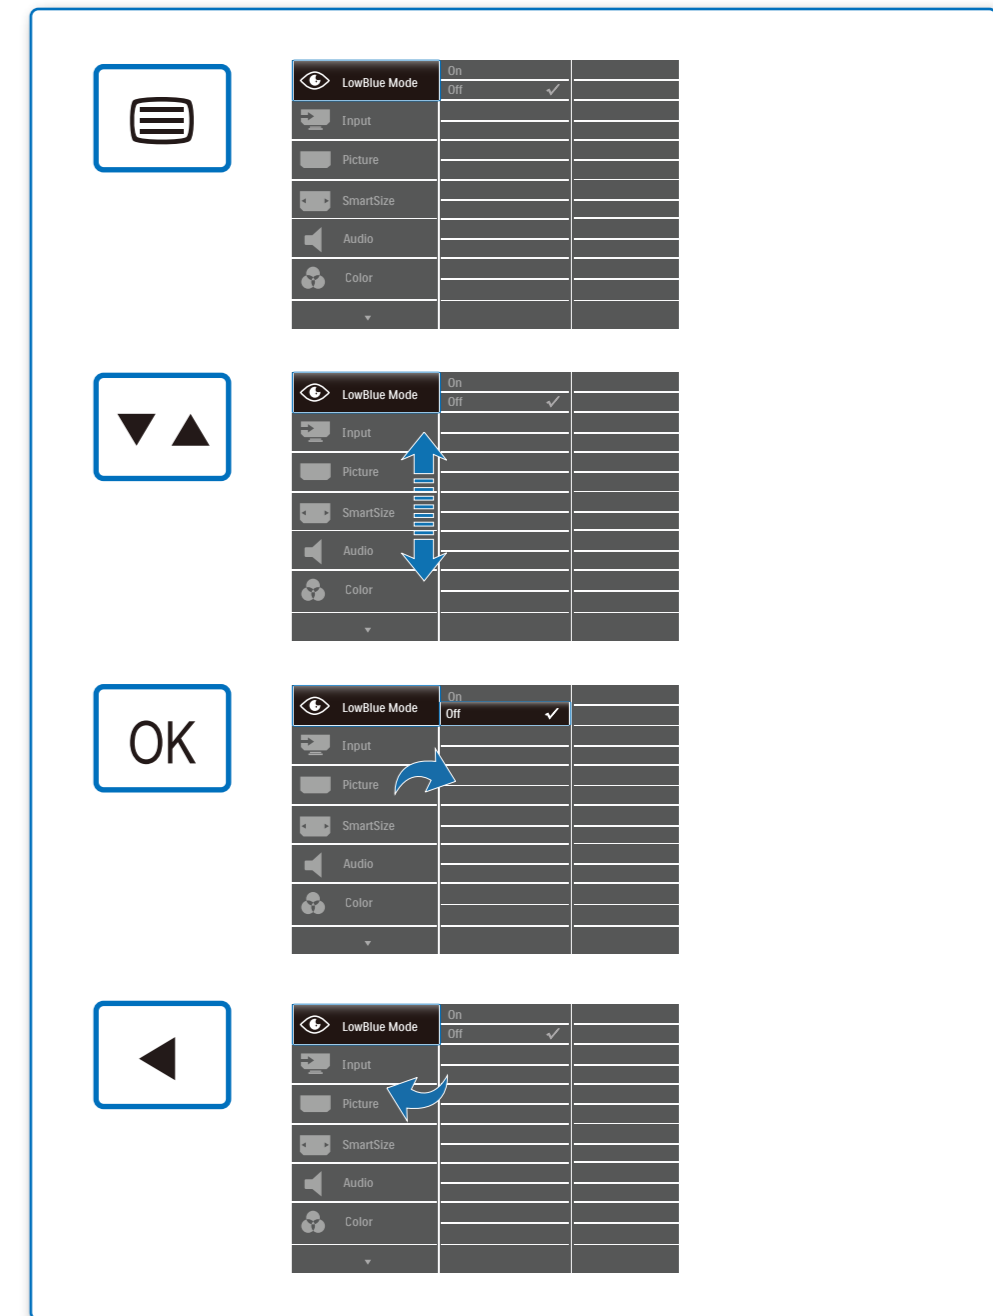 On
LowBlue Mode
Off
Input
Picture
SmartSize
Audio
Color
On
LowBlue Mode
Off
Input
Picture
SmartSize
Audio
Color
OK
On
LowBlue Mode
Off
Input
Picture
SmartSize
Audio
Color
On
LowBlue Mode
Off
Input
Picture
SmartSize
Audio
Color